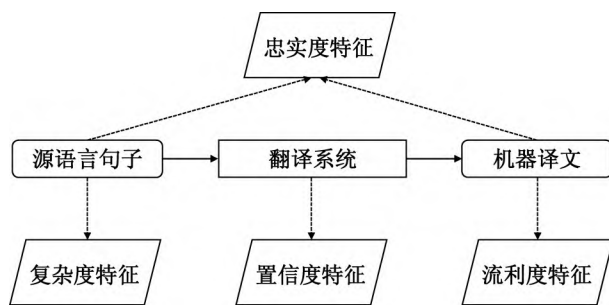 忠实度特征
源语言句子
翻译系统
机器译文
复杂度特征
置信度特征
流利度特征